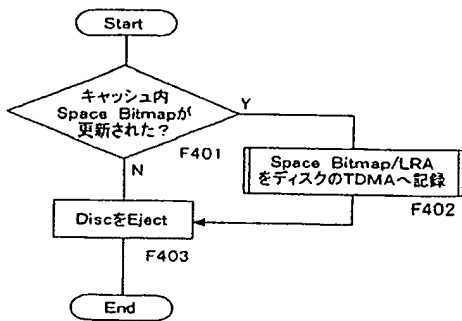 Start
キャッシュ内
Space Bitmapが
更新された？
Y
F401
N
Space Bitmap/LRA
をディスクのTDMAへ記録
F402
DiscをEject
F403
End